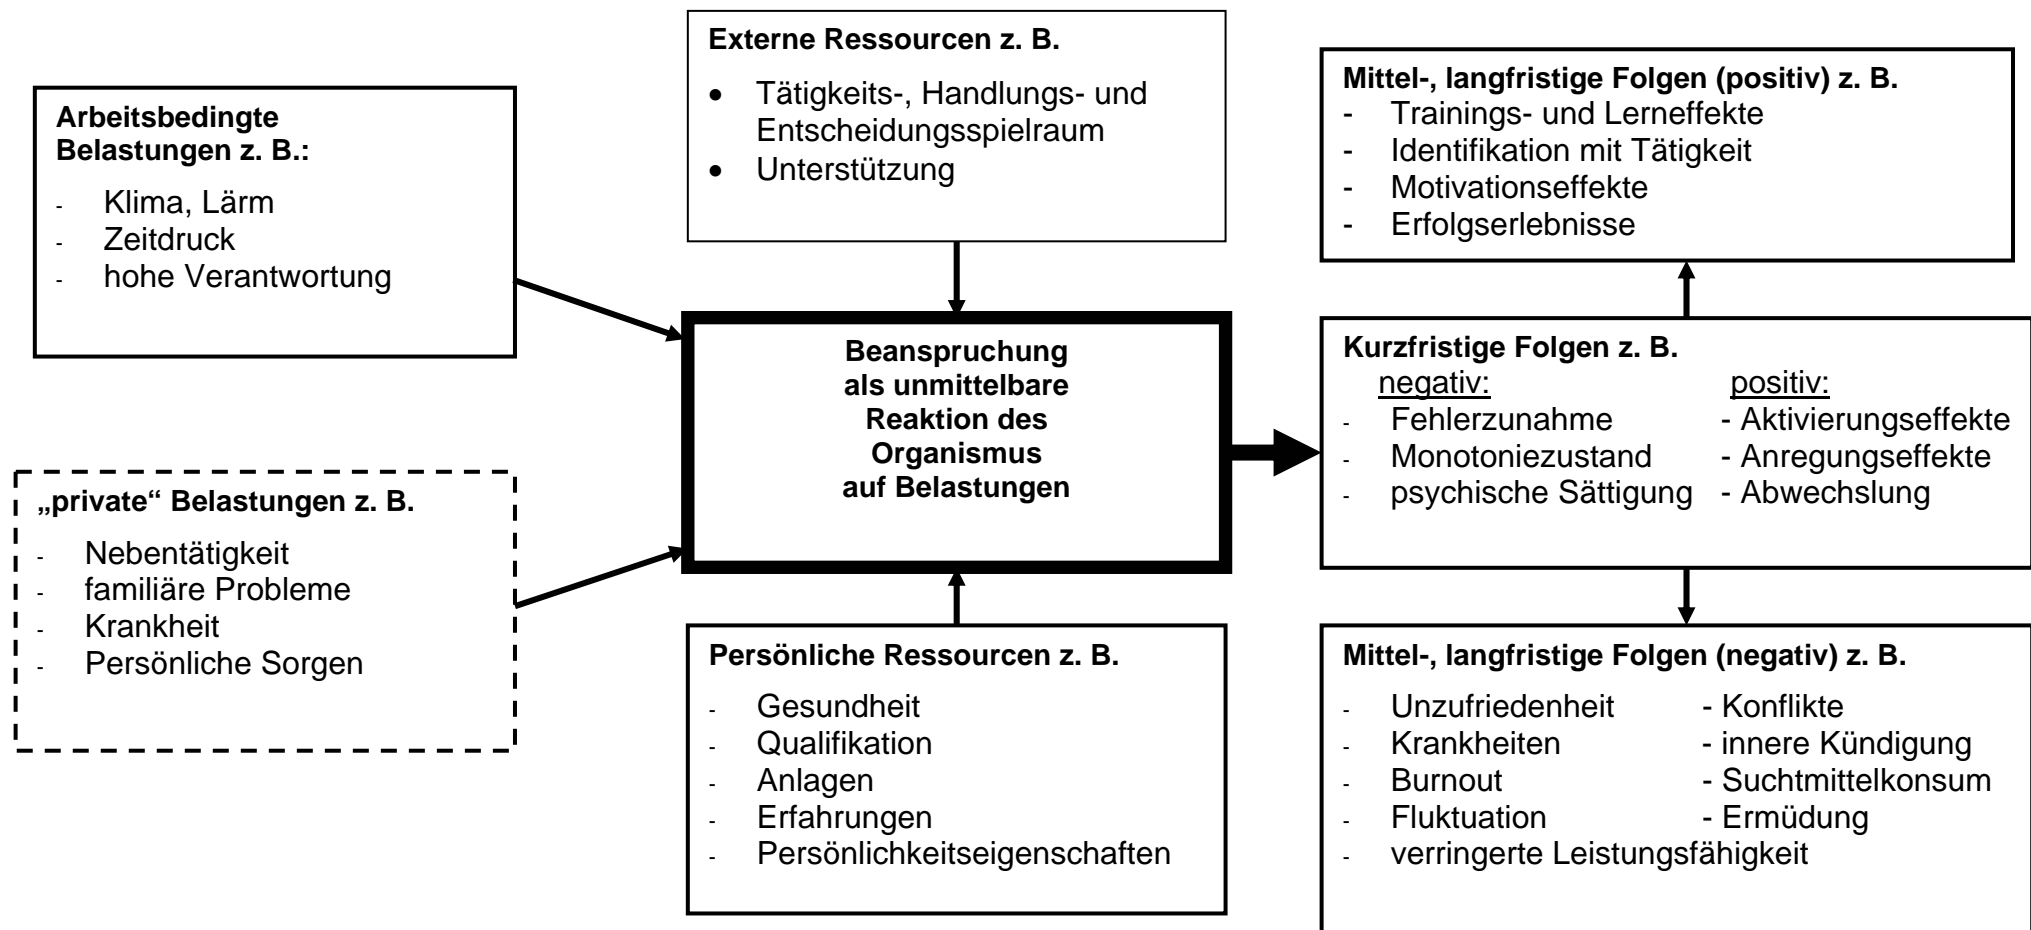 Arbeitsbedingte
Belastungen z. B.:
- Klima, Lärm
- Zeitdruck
- hohe Verantwortung
„private“ Belastungen z. B.
- Nebentätigkeit
- familiäre Probleme
- Krankheit
- Persönliche Sorgen
Externe Ressourcen z. B.
• Tätigkeits-, Handlungs- und
Entscheidungsspielraum
• Unterstützung
Beanspruchung
als unmittelbare
Reaktion des
Organismus
auf Belastungen
Persönliche Ressourcen z. B.
- Gesundheit
- Qualifikation
- Anlagen
- Erfahrungen
- Persönlichkeitseigenschaften
Mittel-, langfristige Folgen (positiv) z. B.
- Trainings- und Lerneffekte
- Identifikation mit Tätigkeit
- Motivationseffekte
- Erfolgserlebnisse
Kurzfristige Folgen z. B.
negativ: positiv:
- Fehlerzunahme - Aktivierungseffekte
- Monotoniezustand - Anregungseffekte
- psychische Sättigung - Abwechslung
Mittel-, langfristige Folgen (negativ) z. B.
- Unzufriedenheit - Konflikte
- Krankheiten - innere Kündigung
- Burnout - Suchtmittelkonsum
- Fluktuation - Ermüdung
- verringerte Leistungsfähigkeit